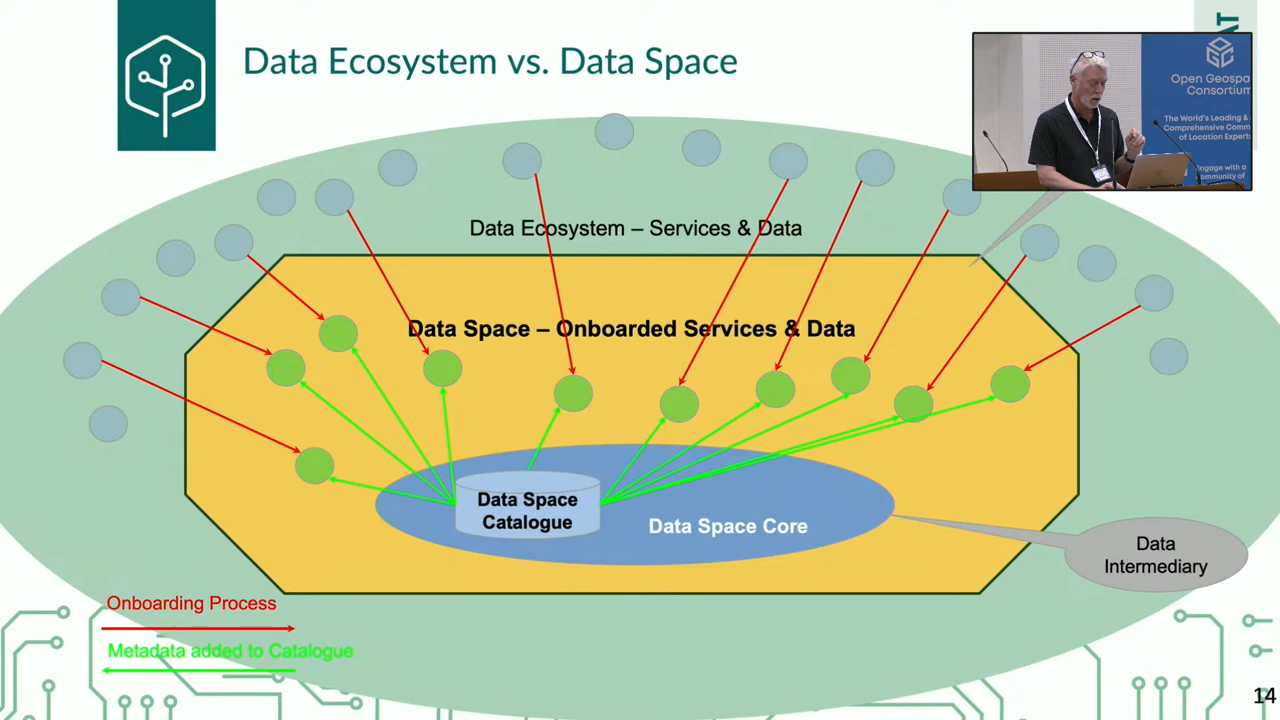 Data Ecosystem vs. Data Space
AT
Open Geospa
Consortium
The World's Leading &
Comprehensive Comm
of Location Expert
Engage with a
community of
Data Ecosystem – Services & Data
Data Space – Onboarded Services & Data
Data Space
Catalogue
Data Space Core
Data
Intermediary
Onboarding Process
Metadata added to Catalogue
14